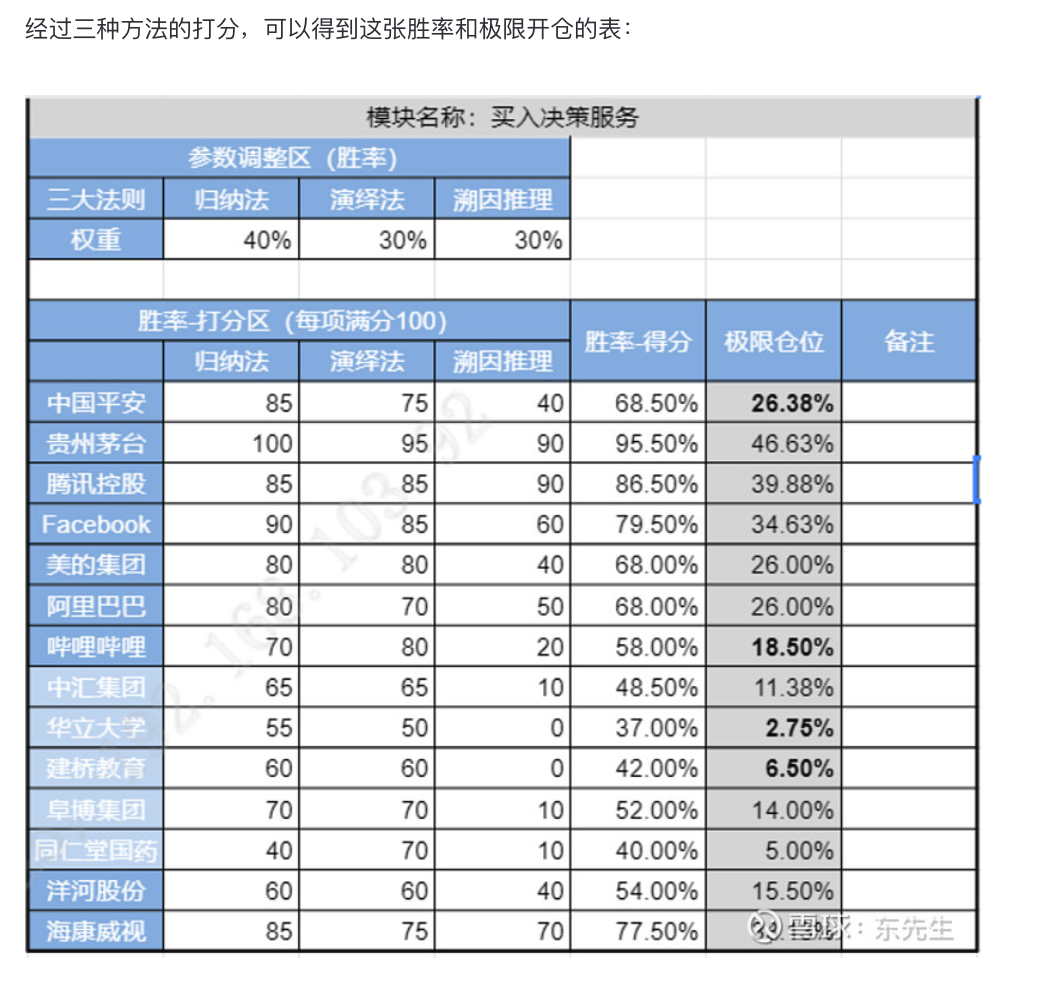 经过三种方法的打分，可以得到这张胜率和极限开仓的表：
模块名称：买入决策服务
参数调整区（胜率）
三大法则 归纳法 演绎法 溯因推理
权重 40% 30% 30%
胜率-打分区（每项满分100） 胜率-得分 极限仓位 备注
归纳法 演绎法 溯因推理
中国平安 85 75 40 68.50% 26.38%
贵州茅台 100 95 90 95.50% 46.63%
腾讯控股 85 85 90 86.50% 39.88%
Facebook 90 85 60 79.50% 34.63%
美的集团 80 80 40 68.00% 26.00%
阿里巴巴 80 70 50 68.00% 26.00%
哔哩哔哩 70 80 20 58.00% 18.50%
中汇集团 65 65 10 48.50% 11.38%
华立大学 55 50 0 37.00% 2.75%
建桥教育 60 60 0 42.00% 6.50%
阜博集团 70 70 10 52.00% 14.00%
同仁堂国药 40 70 10 40.00% 5.00%
洋河股份 60 60 40 54.00% 15.50%
海康威视 85 75 70 77.50%
雪球：东先生